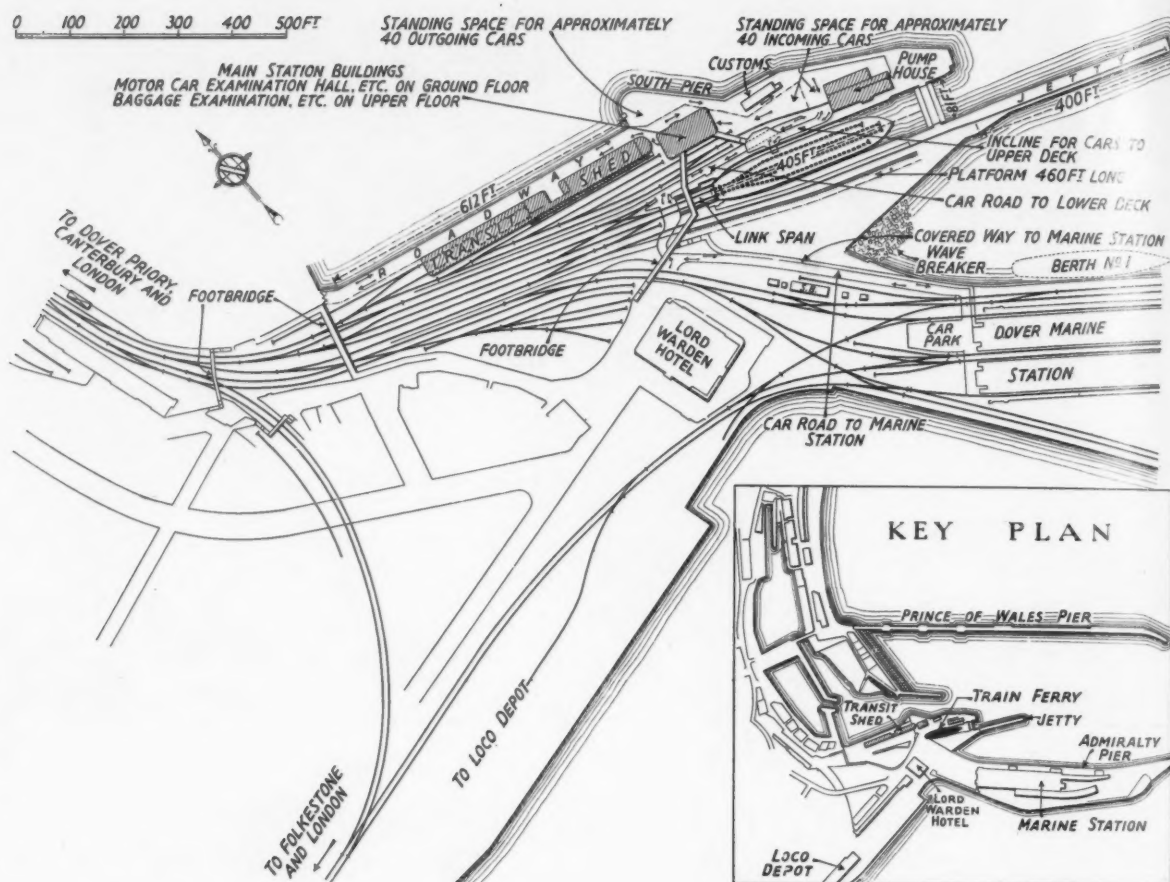 0 100 200 300 400 500FT
STANDING SPACE FOR APPROXIMATELY
40 OUTGOING CARS
STANDING SPACE FOR APPROXIMATELY
40 INCOMING CARS
MAIN STATION BUILDINGS
MOTOR CAR EXAMINATION HALL, ETC. ON GROUND FLOOR
BAGGAGE EXAMINATION, ETC. ON UPPER FLOOR
SOUTH PIER
CUSTOMS
PUMP
HOUSE
JETTY
400FT
INCLINE FOR CARS TO
UPPER DECK
405FT
PLATFORM 460FT LONG
CAR ROAD TO LOWER DECK
612FT
ROADWAY
TRANSIT SHED
LINK SPAN
COVERED WAY TO MARINE STATION
WAVE
BREAKER
BERTH NO 1
TO DOVER PRIORY,
CANTERBURY AND
LONDON
FOOTBRIDGE
FOOTBRIDGE
LORD
WARDEN
HOTEL
S.B.
CAR
PARK
DOVER MARINE
STATION
CAR ROAD TO MARINE
STATION
TO LOCO DEPOT
TO FOLKESTONE
AND LONDON
KEY PLAN
PRINCE OF WALES PIER
TRAIN FERRY
TRANSIT
SHED
JETTY
ADMIRALTY
PIER
LORD
WARDEN
HOTEL
MARINE STATION
LOCO
DEPOT